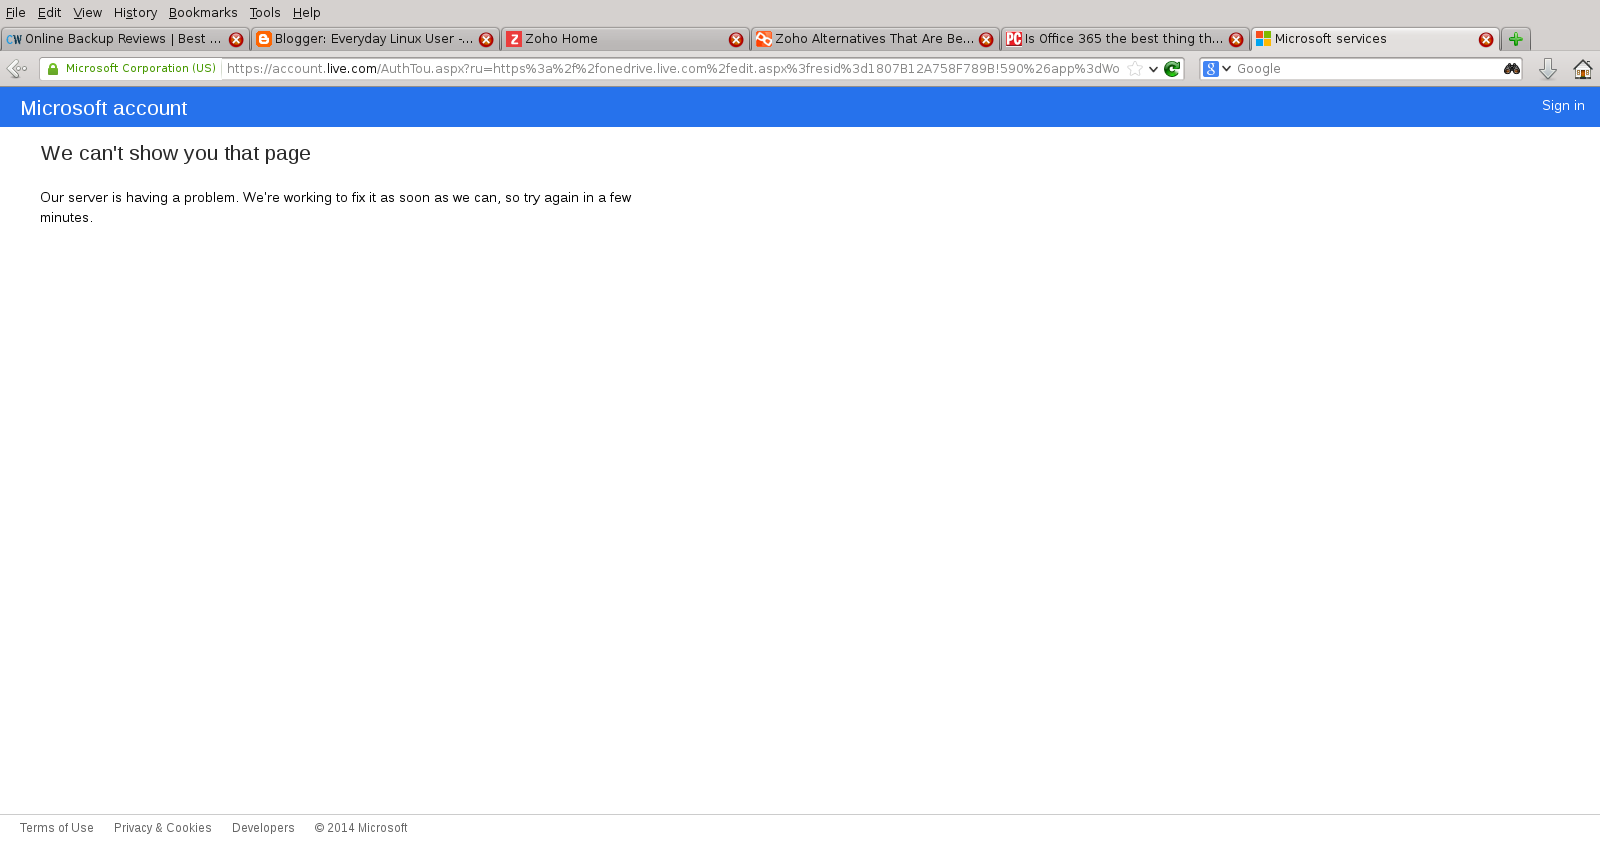 File Edit View History Bookmarks Tools Help
CW Online Backup Reviews | Best ... Blogger: Everyday Linux User -... Z Zoho Home Zoho Alternatives That Are Be... PC Is Office 365 the best thing th... Microsoft services
Microsoft Corporation (US) https://account.live.com/AuthTou.aspx?ru=https%3a%2f%2fonedrive.live.com%2fedit.aspx%3fresid%3d1807B12A758F789B!590%26app%3dWo 8 Google
Microsoft account Sign in
We can't show you that page
Our server is having a problem. We're working to fix it as soon as we can, so try again in a few
minutes.
Terms of Use Privacy & Cookies Developers © 2014 Microsoft